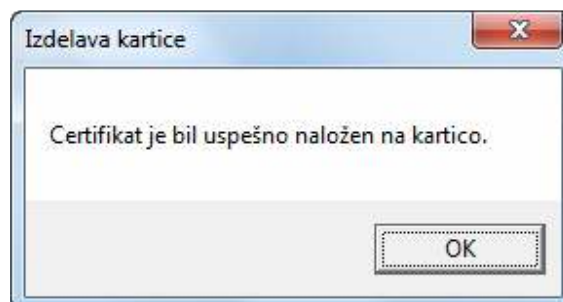 Izdelava kartice
Certifikat je bil uspešno naložen na kartico.
OK